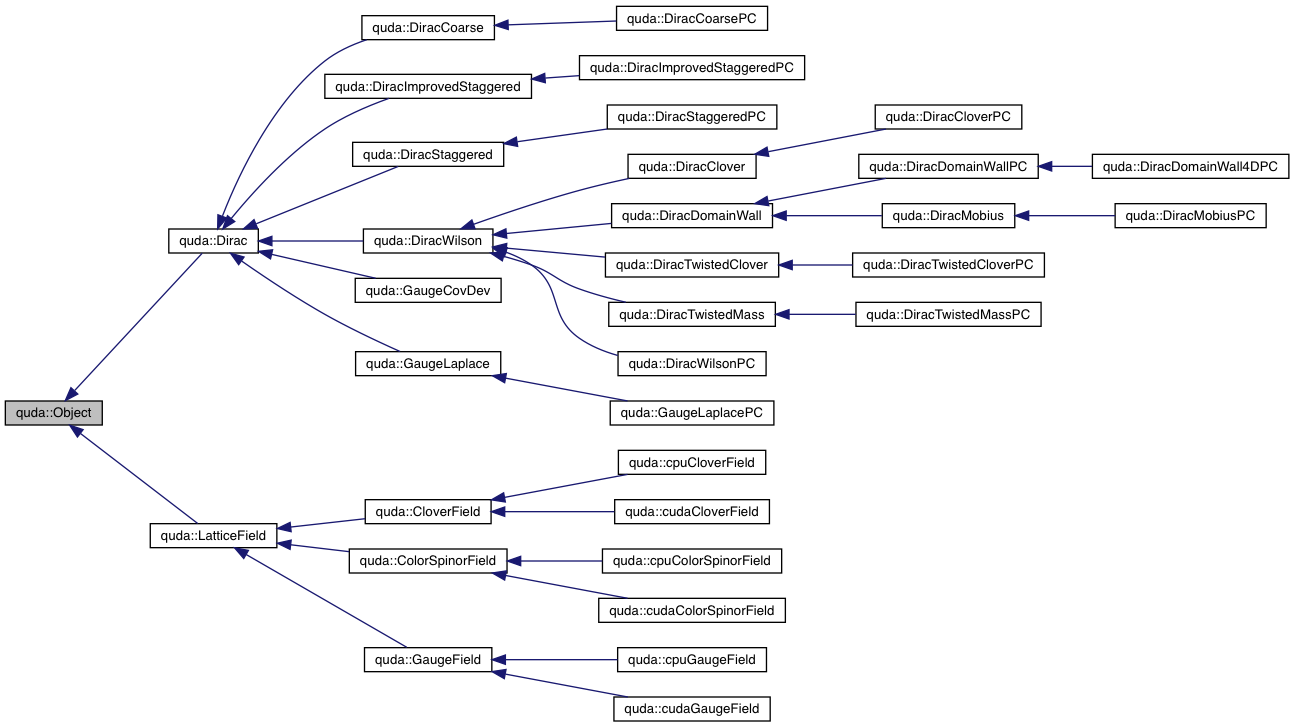 quda::DiracCoarse
quda::DiracCoarsePC
quda::DiracImprovedStaggered
quda::DiracImprovedStaggeredPC
quda::DiracStaggered
quda::DiracStaggeredPC
quda::DiracCloverPC
quda::DiracClover
quda::DiracDomainWallPC
quda::DiracDomainWall4DPC
quda::DiracDomainWall
quda::DiracMobius
quda::DiracMobiusPC
quda::Dirac
quda::DiracWilson
quda::DiracTwistedClover
quda::DiracTwistedCloverPC
quda::GaugeCovDev
quda::DiracTwistedMass
quda::DiracTwistedMassPC
quda::GaugeLaplace
quda::DiracWilsonPC
quda::Object
quda::GaugeLaplacePC
quda::cpuCloverField
quda::CloverField
quda::cudaCloverField
quda::LatticeField
quda::ColorSpinorField
quda::cpuColorSpinorField
quda::cudaColorSpinorField
quda::GaugeField
quda::cpuGaugeField
quda::cudaGaugeField